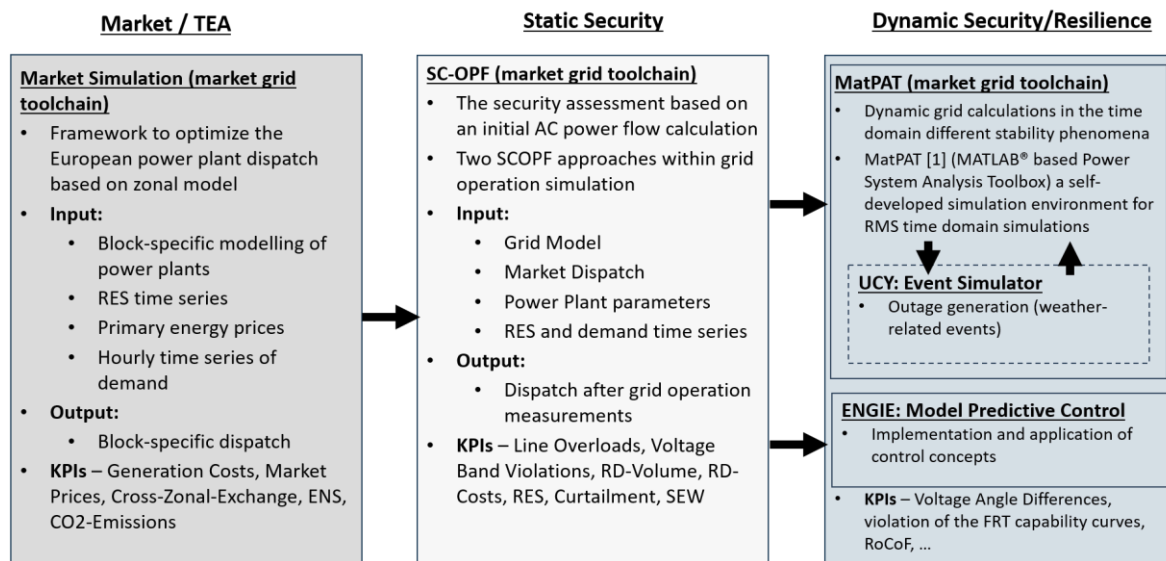 Market / TEA
Market Simulation (market grid
toolchain)
• Framework to optimize the
European power plant dispatch
based on zonal model
• Input:
• Block-specific modelling of
power plants
• RES time series
• Primary energy prices
• Hourly time series of
demand
• Output:
• Block-specific dispatch
• KPIs – Generation Costs, Market
Prices, Cross-Zonal-Exchange, ENS,
CO2-Emissions
Static Security
SC-OPF (market grid toolchain)
• The security assessment based on
an initial AC power flow calculation
• Two SCOPF approaches within grid
operation simulation
• Input:
• Grid Model
• Market Dispatch
• Power Plant parameters
• RES and demand time series
• Output:
• Dispatch after grid operation
measurements
• KPIs – Line Overloads, Voltage
Band Violations, RD-Volume, RD-
Costs, RES, Curtailment, SEW
Dynamic Security/Resilience
MatPAT (market grid toolchain)
• Dynamic grid calculations in the time
domain different stability phenomena
• MatPAT [1] (MATLAB® based Power
System Analysis Toolbox) a self-
developed simulation environment for
RMS time domain simulations
UCY: Event Simulator
• Outage generation (weather-
related events)
ENGIE: Model Predictive Control
• Implementation and application of
control concepts
• KPIs – Voltage Angle Differences,
violation of the FRT capability curves,
RoCoF, ...